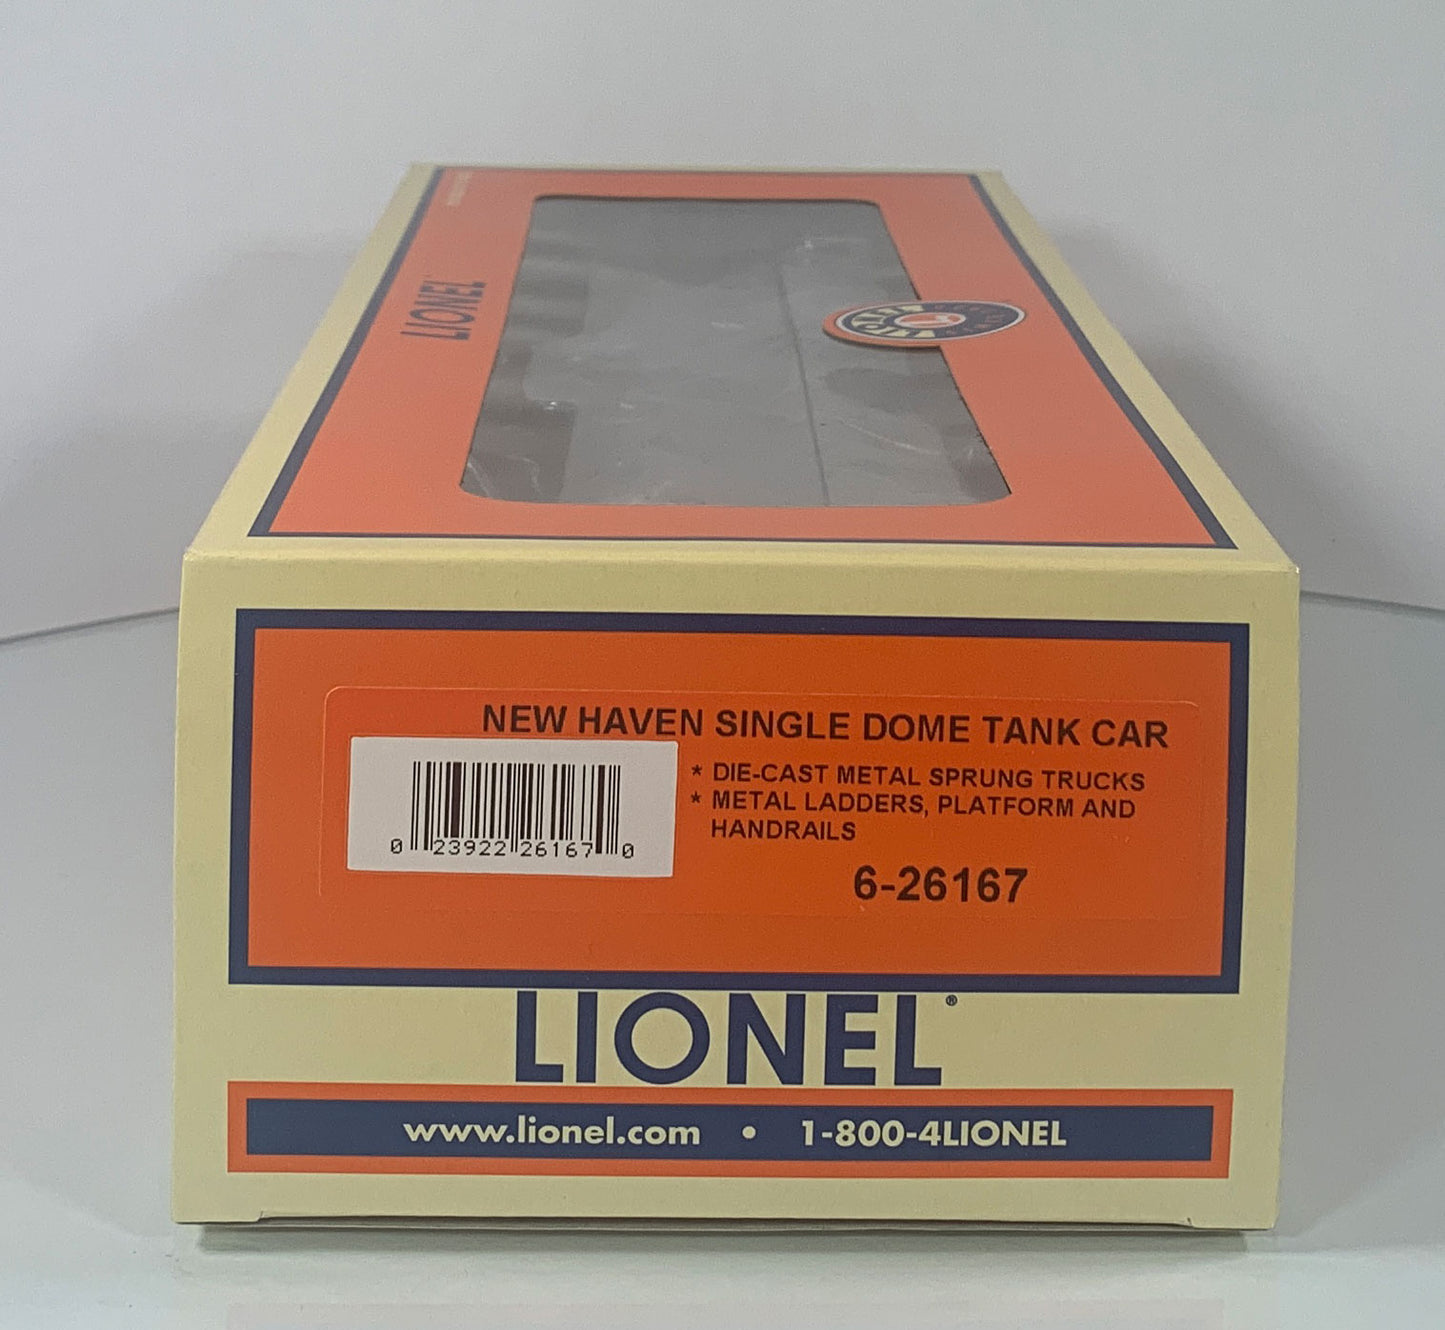 LIONEL
NEW HAVEN SINGLE DOME TANK CAR
* DIE-CAST METAL SPRUNG TRUCKS
* METAL LADDERS, PLATFORM AND
HANDRAILS
0 23922 26167 0
6-26167
LIONEL®
www.lionel.com • 1-800-4LIONEL